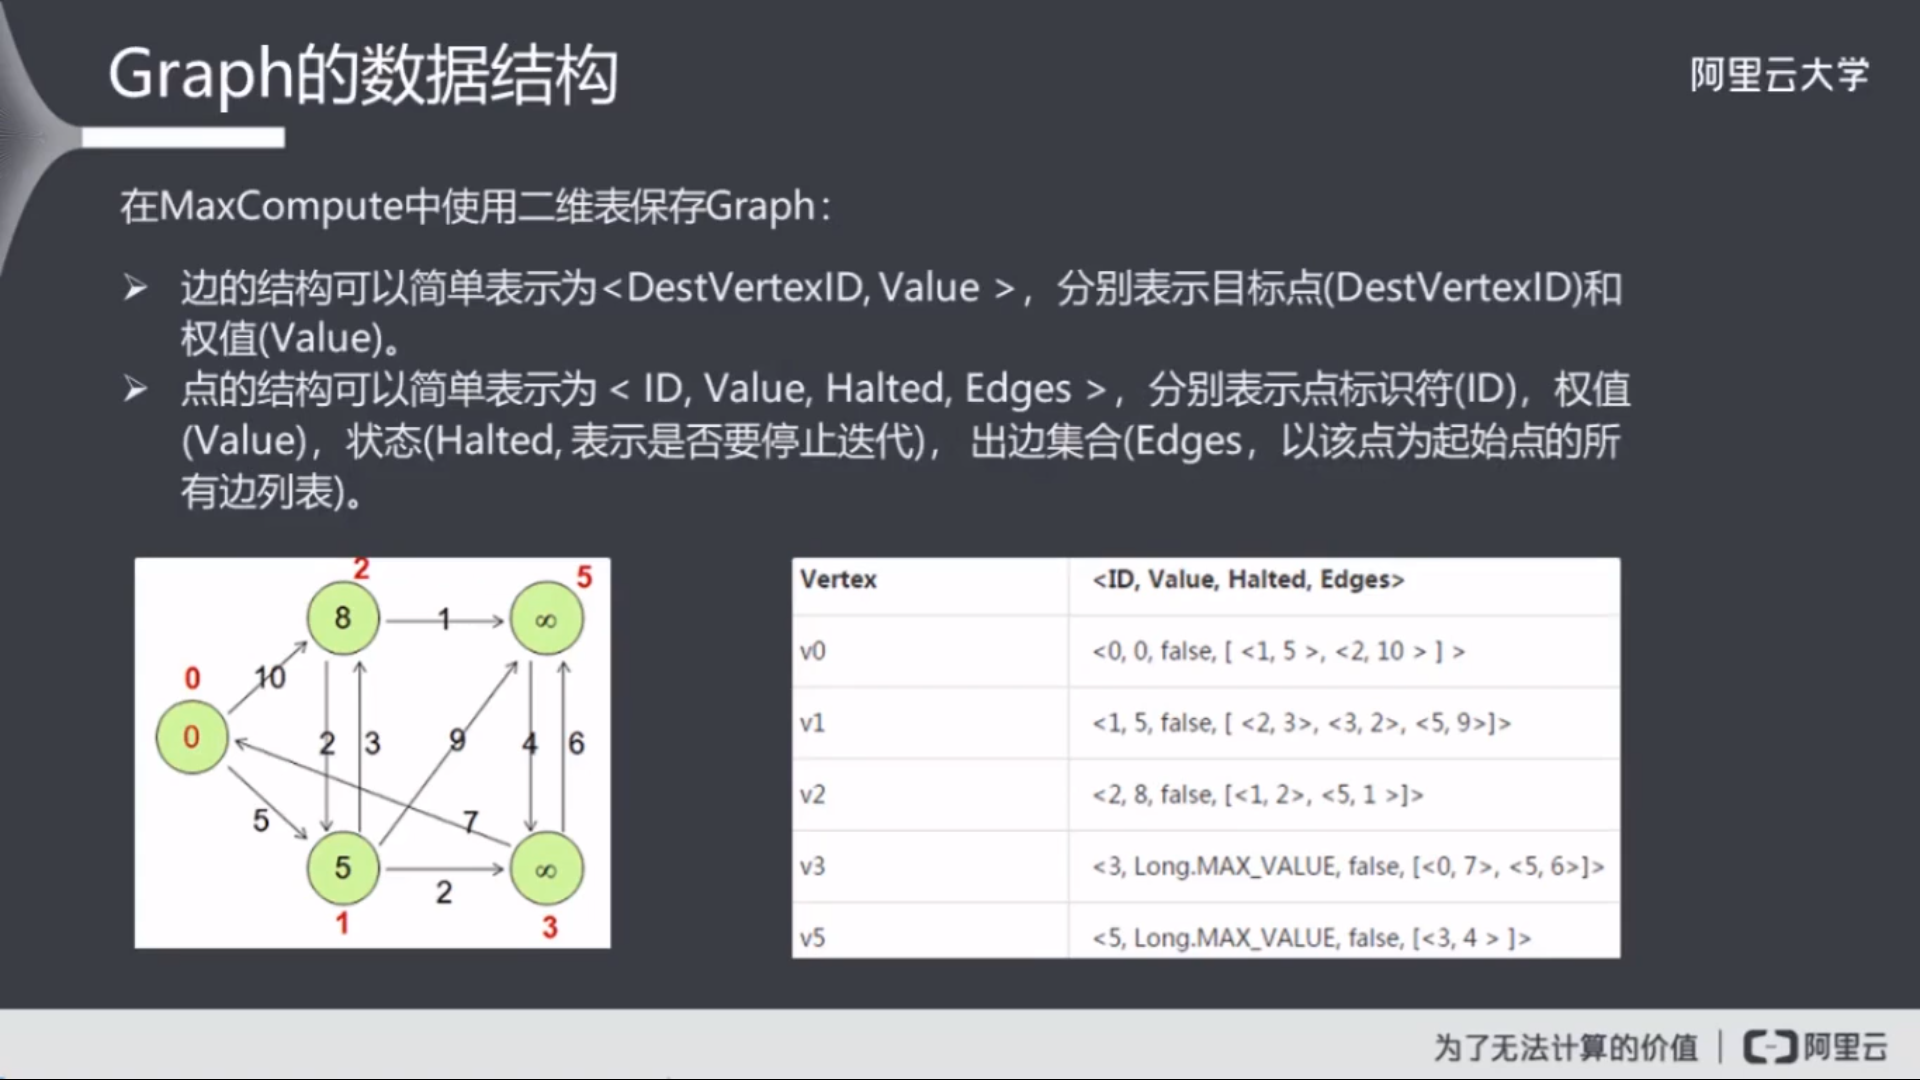 Graph的数据结构
阿里云大学
在MaxCompute中使用二维表保存Graph：
➢ 边的结构可以简单表示为<DestVertexID, Value >，分别表示目标点(DestVertexID)和
权值(Value)。
➢ 点的结构可以简单表示为 < ID, Value, Halted, Edges >，分别表示点标识符(ID)，权值
(Value)，状态(Halted, 表示是否要停止迭代)， 出边集合(Edges，以该点为起始点的所
有边列表)。
2
5
8
1
∞
0
10
0
2
3
9
4
6
5
7
5
2
∞
1
3
Vertex <ID, Value, Halted, Edges>
v0 <0, 0, false, [ <1, 5 >, <2, 10 > ] >
v1 <1, 5, false, [ <2, 3>, <3, 2>, <5, 9>]>
v2 <2, 8, false, [<1, 2>, <5, 1 >]>
v3 <3, Long.MAX_VALUE, false, [<0, 7>, <5, 6>]>
v5 <5, Long.MAX_VALUE, false, [<3, 4 > ]>
为了无法计算的价值 | 阿里云